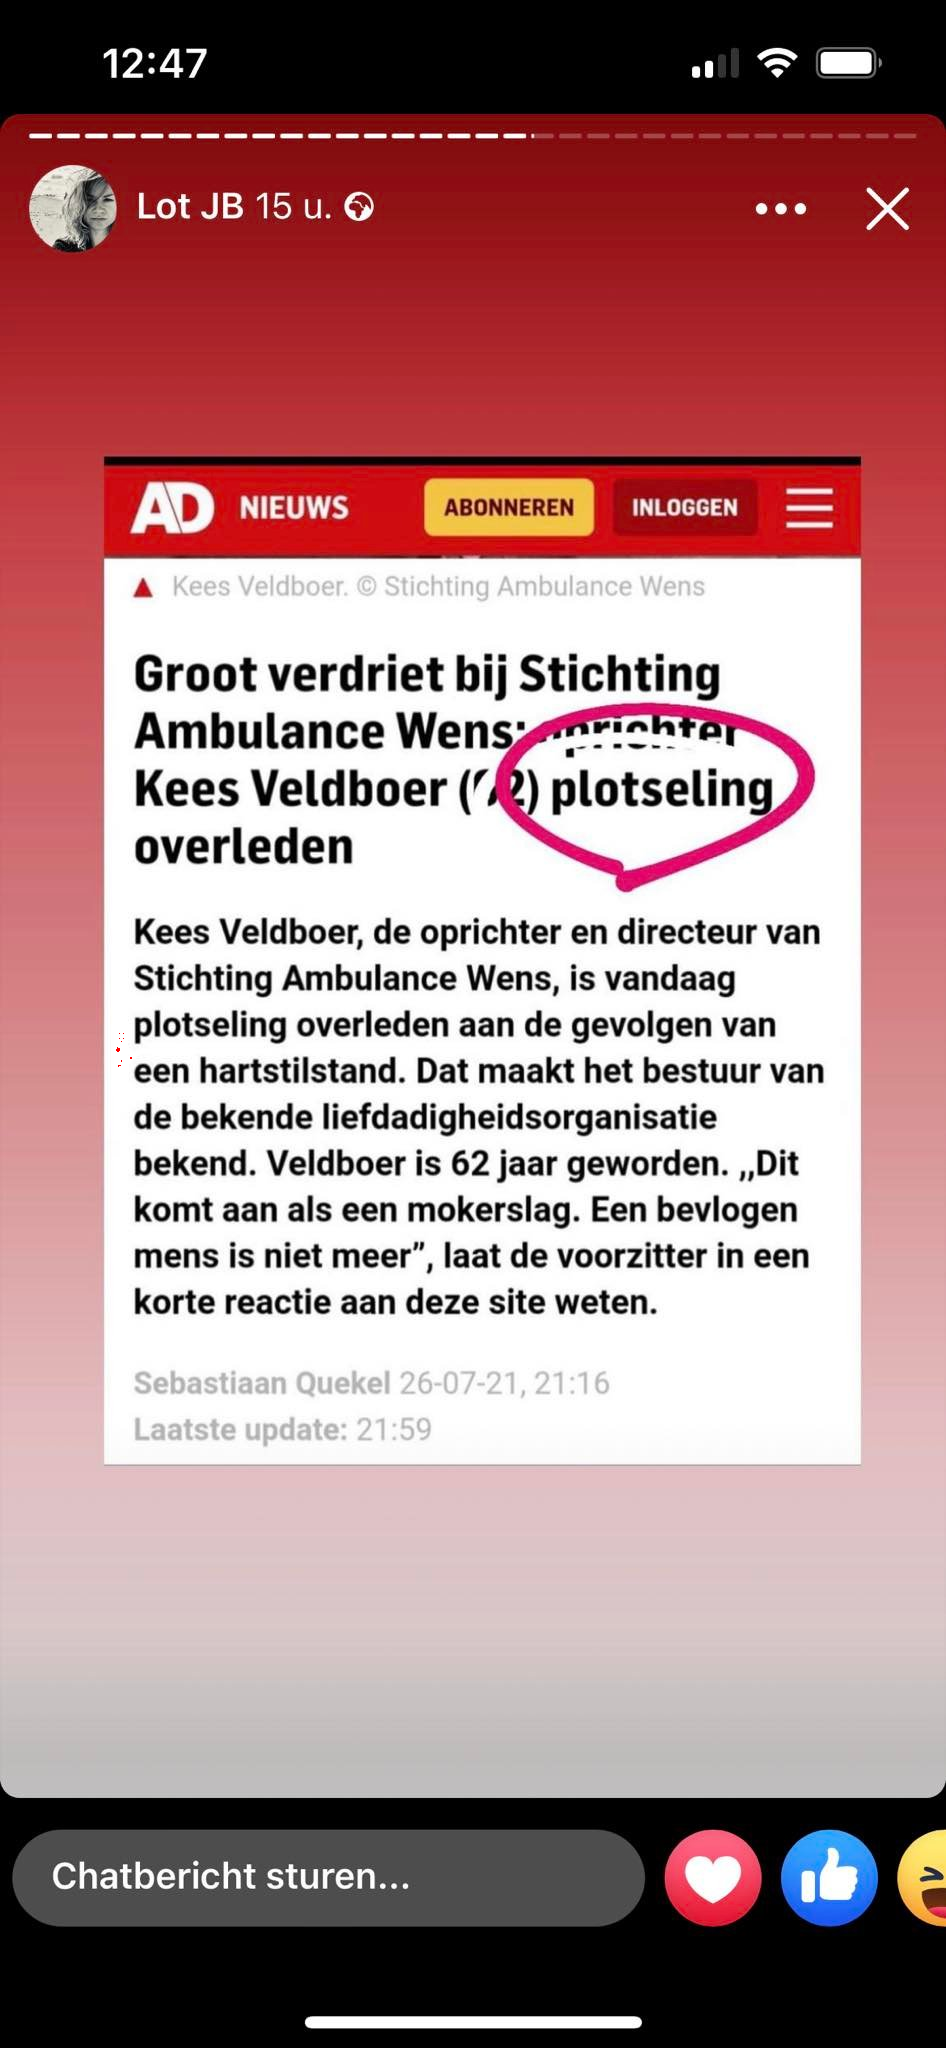 12:47
Lot JB 15 u.
AD NIEUWS ABONNEREN INLOGGEN
Kees Veldboer. © Stichting Ambulance Wens
Groot verdriet bij Stichting
Ambulance Wens: oprichter
Kees Veldboer (62) plotseling
overleden
Kees Veldboer, de oprichter en directeur van
Stichting Ambulance Wens, is vandaag
plotseling overleden aan de gevolgen van
een hartstilstand. Dat maakt het bestuur van
de bekende liefdadigheidsorganisatie
bekend. Veldboer is 62 jaar geworden. ,,Dit
komt aan als een mokerslag. Een bevlogen
mens is niet meer”, laat de voorzitter in een
korte reactie aan deze site weten.
Sebastiaan Quekel 26-07-21, 21:16
Laatste update: 21:59
Chatbericht sturen...